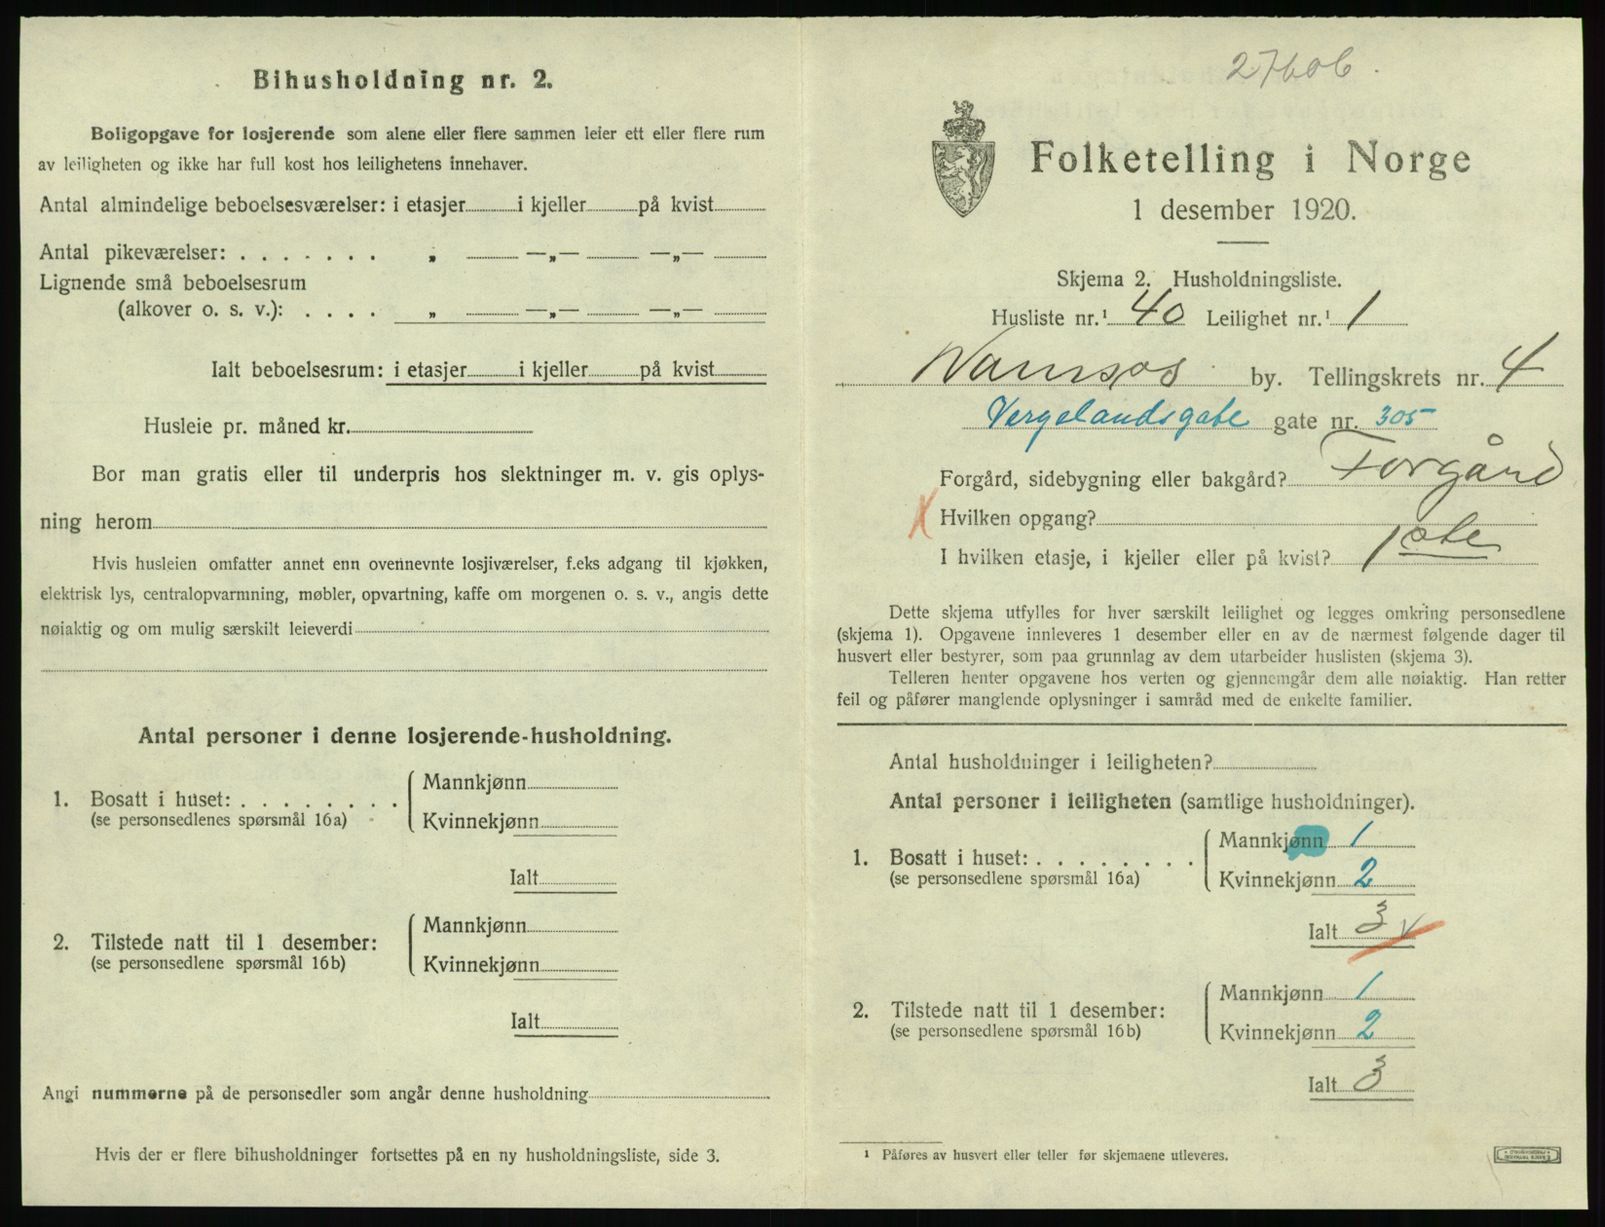 Bihusholdning nr. 2.
Boligopgave for losjerende som alene eller flere sammen leier ett eller flere rum
av leiligheten og ikke har full kost hos leilighetens innehaver.
Antal almindelige beboelsesværelser: i etasjer i kjeller på kvist
Antal pikeværelser: . . . . . . . „ —„— —„—
Lignende små beboelsesrum
(alkover o. s. v.): . . . . „ —„— —„—
Ialt beboelsesrum: i etasjer i kjeller på kvist
Husleie pr. måned kr.
Bor man gratis eller til underpris hos slektninger m. v. gis oplys-
ning herom
Hvis husleien omfatter annet enn ovennevnte losjiværelser, f.eks adgang til kjøkken,
elektrisk lys, centralopvarmning, møbler, opvartning, kaffe om morgenen o. s. v., angis dette
nøiaktig og om mulig særskilt leieverdi
Antal personer i denne losjerende-husholdning.
1. Bosatt i huset: . . . . . . . .
(se personsedlenes spørsmål 16a)
Mannkjønn
Kvinnekjønn
Ialt
2. Tilstede natt til 1 desember:
(se personsedlene spørsmål 16b)
Mannkjønn
Kvinnekjønn
Ialt
Angi nummerne på de personsedler som angår denne husholdning
Hvis der er flere bihusholdninger fortsettes på en ny husholdningsliste, side 3.
27606.
Folketelling i Norge
1 desember 1920.
Skjema 2. Husholdningsliste.
Husliste nr.¹ 40 Leilighet nr.¹ 1
Namsos by. Tellingskrets nr. 4
Vergelandsgate gate nr. 305
Forgård, sidebygning eller bakgård? Forgård
X Hvilken opgang?
I hvilken etasje, i kjeller eller på kvist? 1ste
Dette skjema utfylles for hver særskilt leilighet og legges omkring personsedlene
(skjema 1). Opgavene innleveres 1 desember eller en av de nærmest følgende dager til
husvert eller bestyrer, som paa grunnlag av dem utarbeider huslisten (skjema 3).
Telleren henter opgavene hos verten og gjennemgår dem alle nøiaktig. Han retter
feil og påfører manglende oplysninger i samråd med de enkelte familier.
Antal husholdninger i leiligheten?
Antal personer i leiligheten (samtlige husholdninger).
1. Bosatt i huset: . . . . . . . .
(se personsedlene spørsmål 16a)
Mannkjønn 1
Kvinnekjønn 2
Ialt 3 v
2. Tilstede natt til 1 desember:
(se personsedlene spørsmål 16b)
Mannkjønn 1
Kvinnekjønn 2
Ialt 3
¹ Påføres av husvert eller teller før skjemaene utleveres.